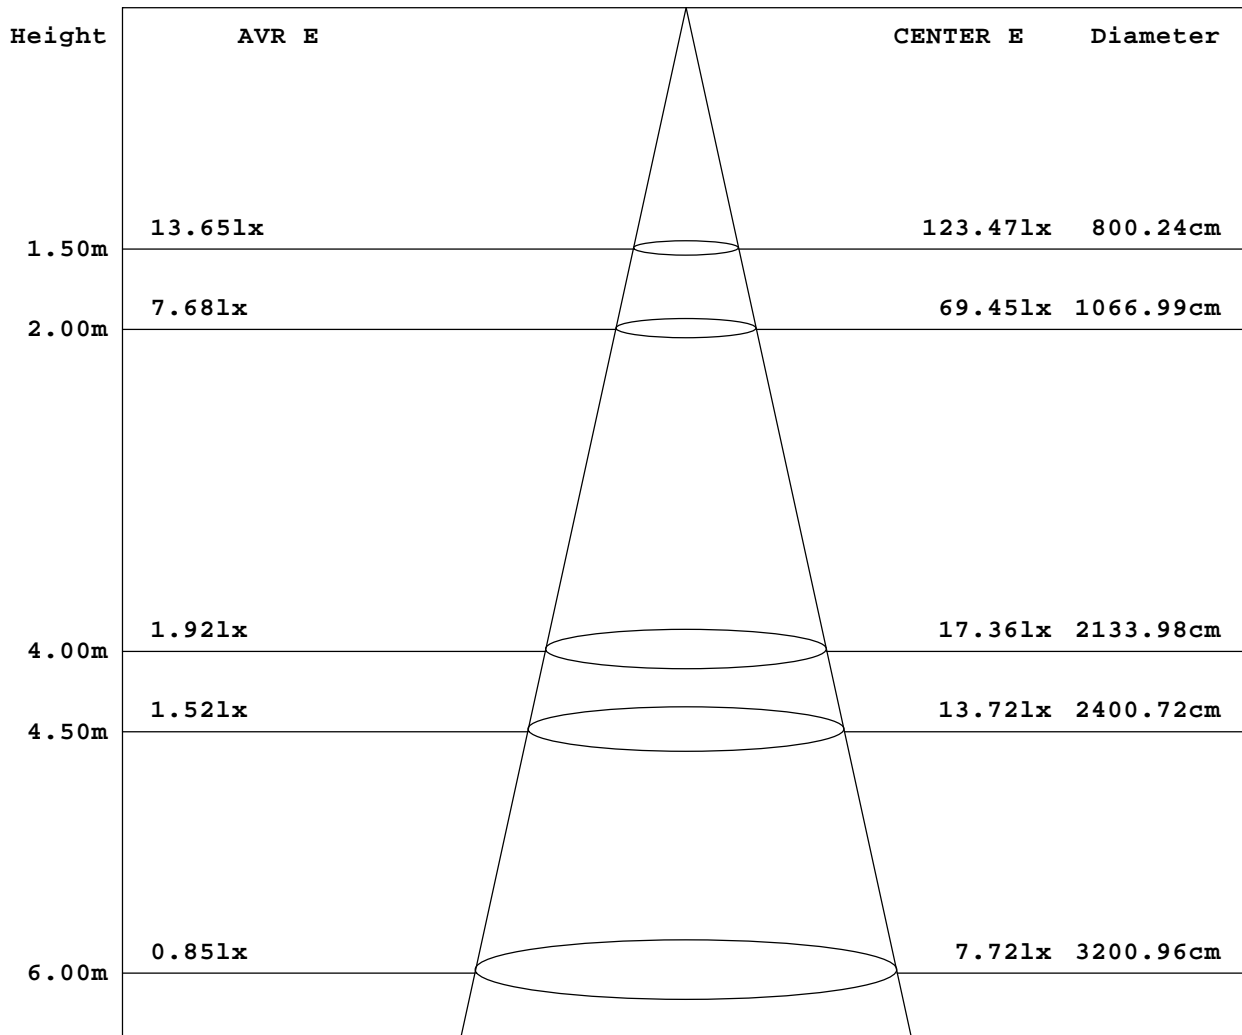 Height AVR E CENTER E Diameter
13.65lx 123.47lx 800.24cm
1.50m
7.68lx 69.45lx 1066.99cm
2.00m
1.92lx 17.36lx 2133.98cm
4.00m
1.52lx 13.72lx 2400.72cm
4.50m
0.85lx 7.72lx 3200.96cm
6.00m